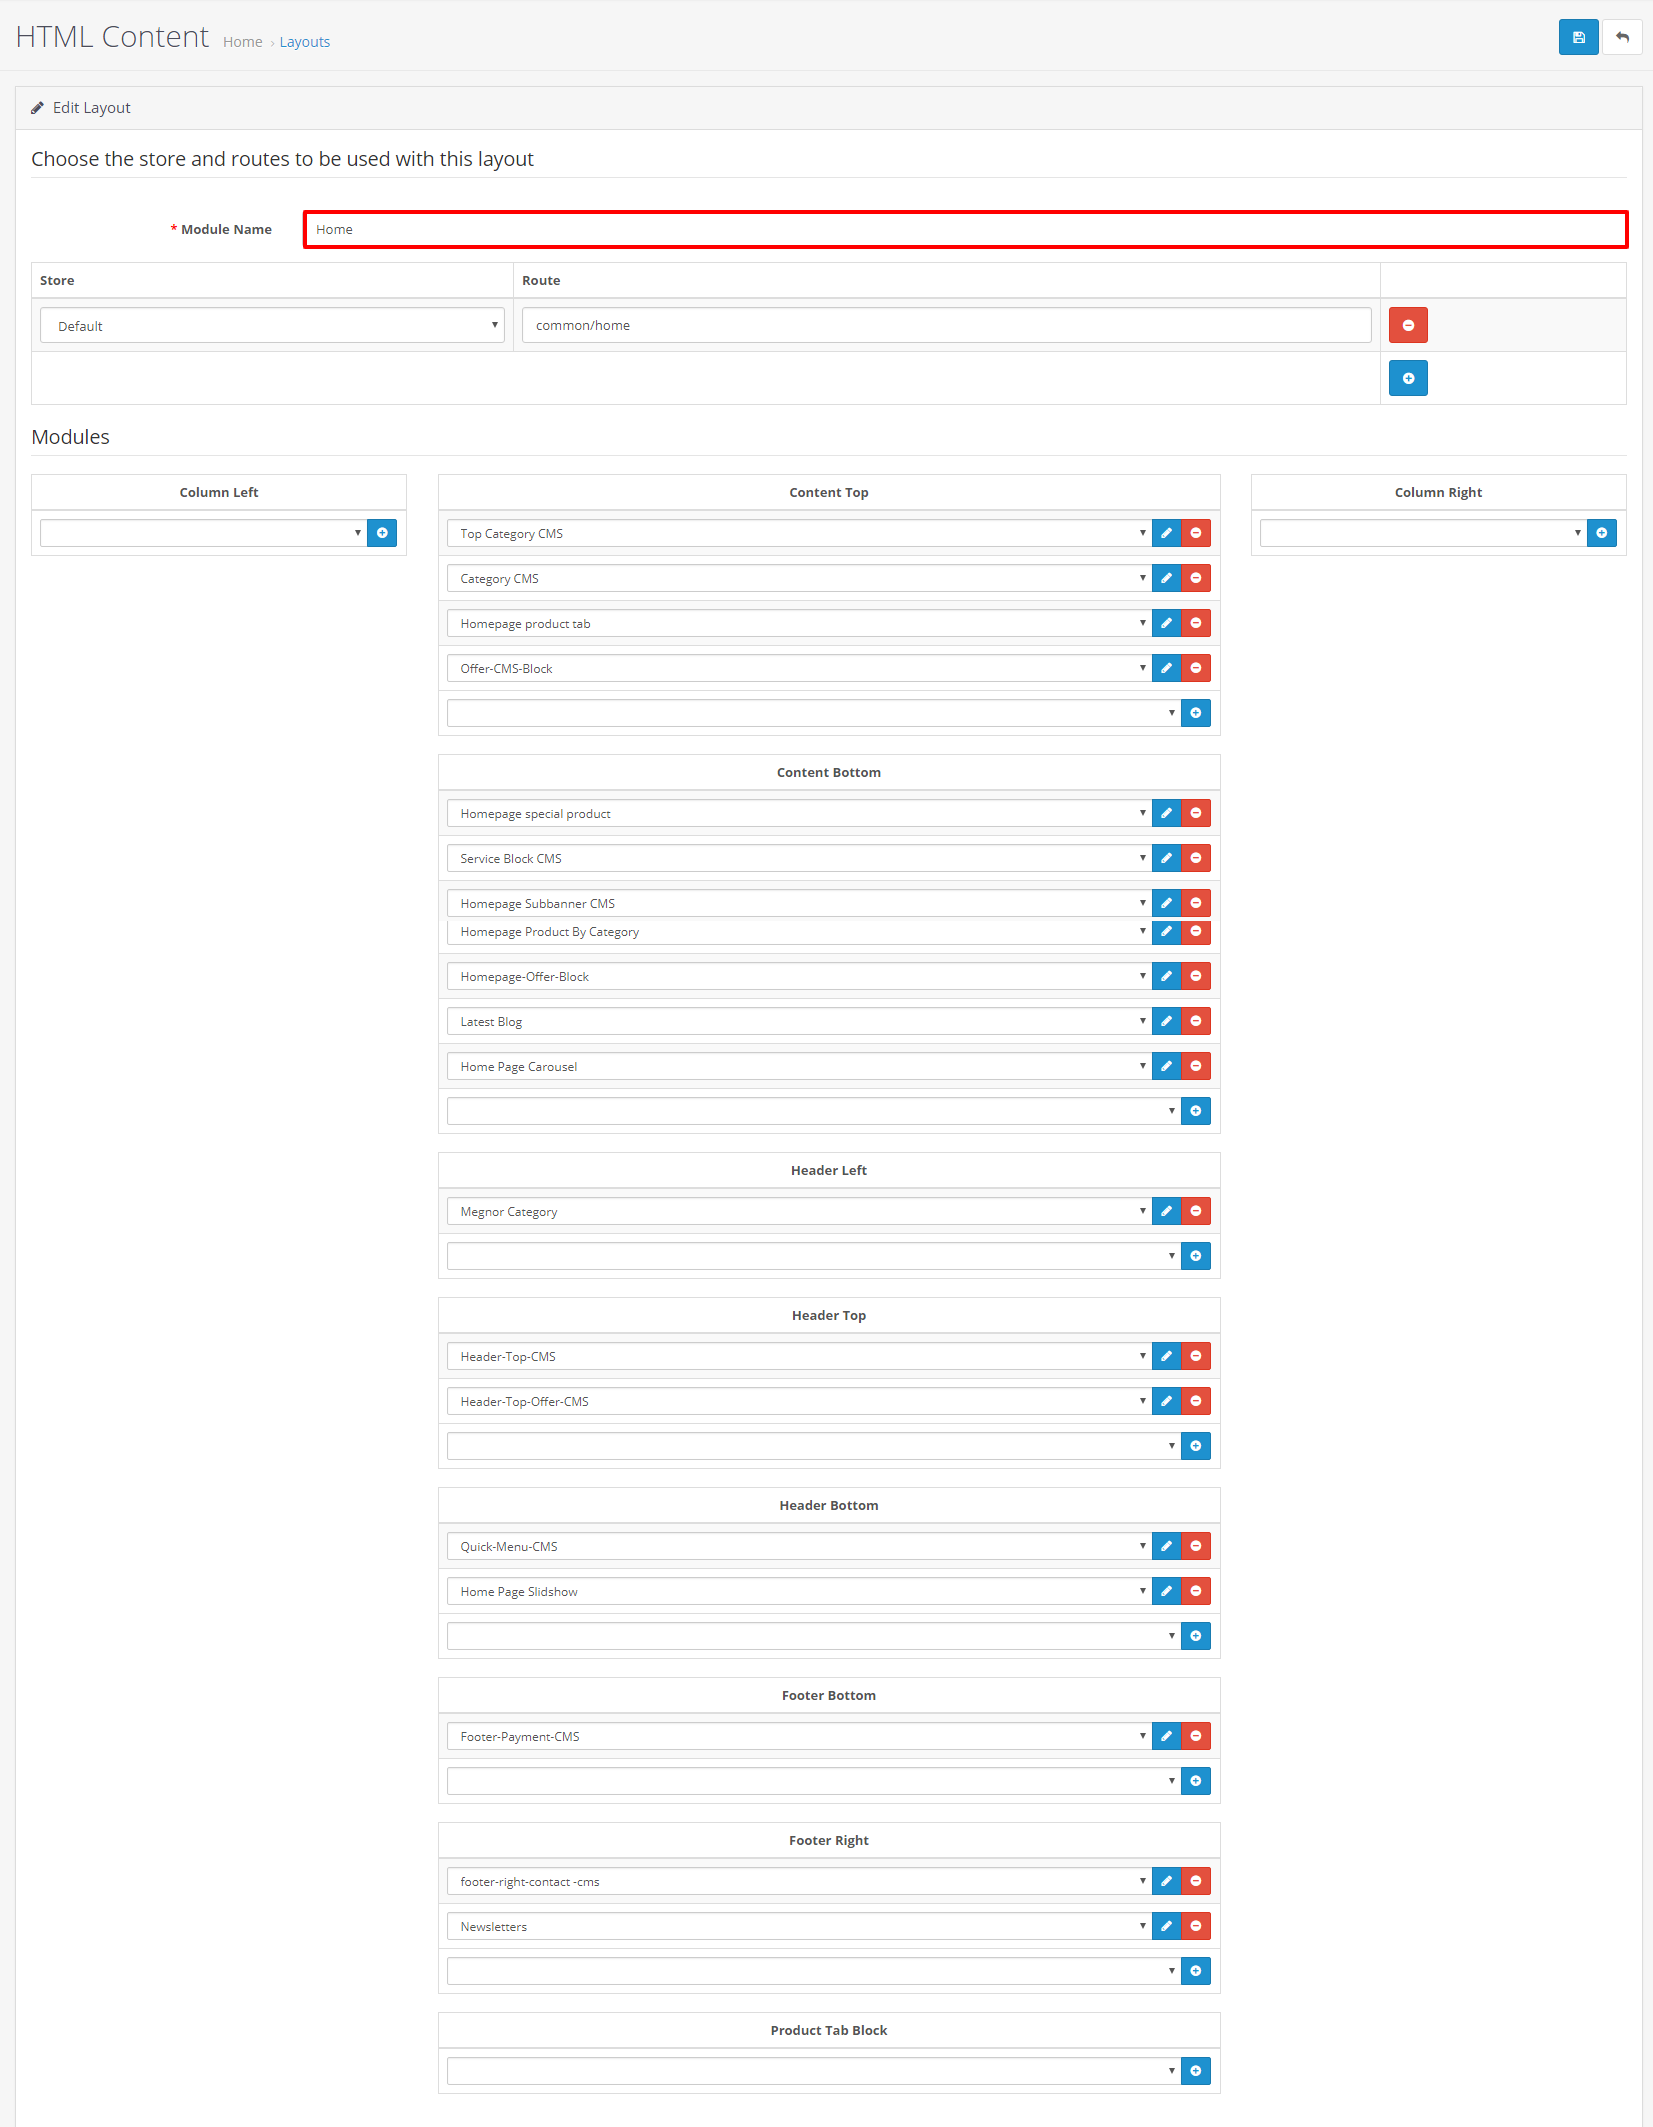 HTML Content Home › Layouts
Edit Layout
Choose the store and routes to be used with this layout
* Module Name Home
Store Route
Default common/home
Modules
Column Left Content Top Column Right
Top Category CMS
Category CMS
Homepage product tab
Offer-CMS-Block
Content Bottom
Homepage special product
Service Block CMS
Homepage Subbanner CMS
Homepage Product By Category
Homepage-Offer-Block
Latest Blog
Home Page Carousel
Header Left
Megnor Category
Header Top
Header-Top-CMS
Header-Top-Offer-CMS
Header Bottom
Quick-Menu-CMS
Home Page Slidshow
Footer Bottom
Footer-Payment-CMS
Footer Right
footer-right-contact -cms
Newsletters
Product Tab Block